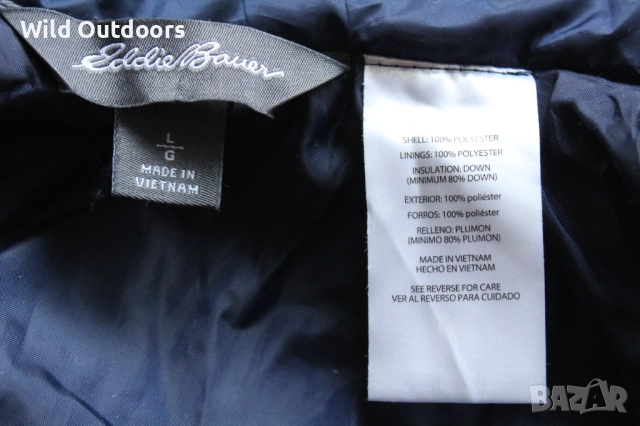 Wild Outdoors
Eddie Bauer
L
G
MADE IN
VIETNAM
SHELL: 100% POLYESTER
LININGS: 100% POLYESTER
INSULATION: DOWN
(MINIMUM 80% DOWN)
EXTERIOR: 100% poliéster
FORROS: 100% poliéster
RELLENO: PLUMON
(MINIMO 80% PLUMON)
MADE IN VIETNAM
HECHO EN VIETNAM
SEE REVERSE FOR CARE
VER AL REVERSO PARA CUIDADO
BAZAR